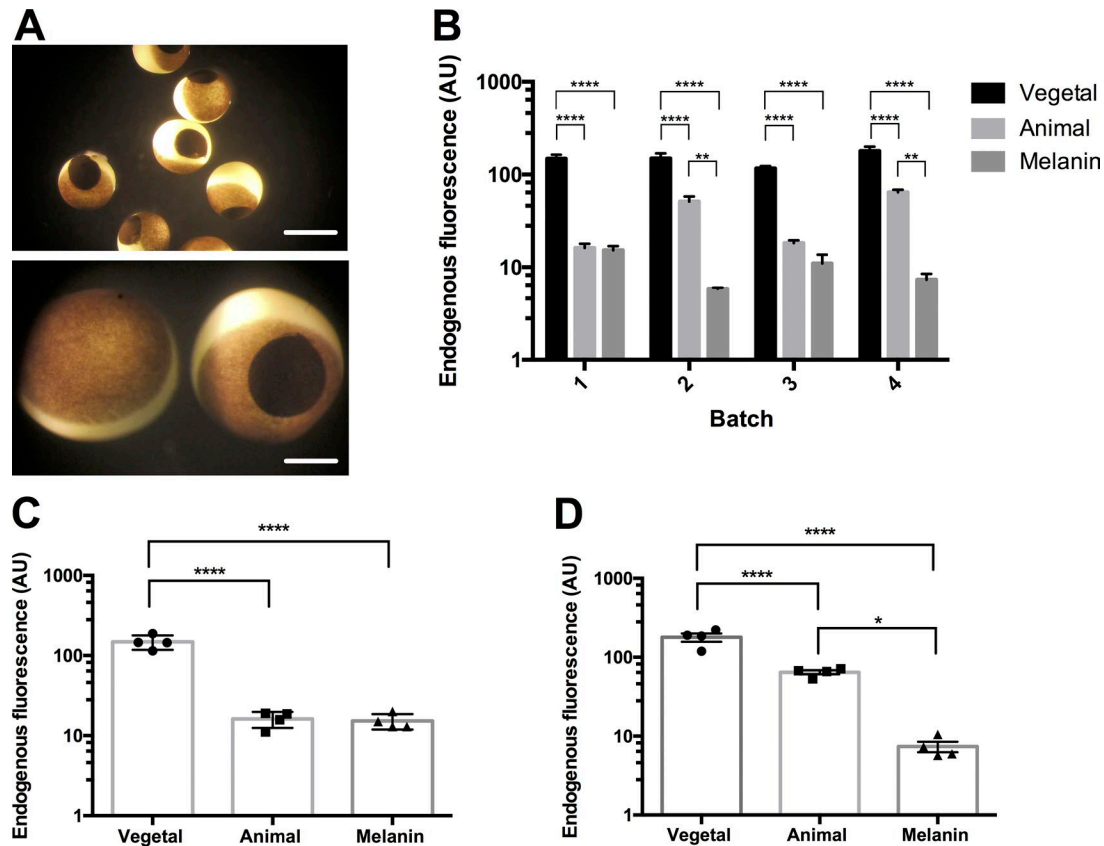 A
B
Endogenous fluorescence (AU)
1000
100
10
1
**** **** **** ****
**** **** **** ****
** **
1 2 3 4
Batch
Vegetal
Animal
Melanin
C
Endogenous fluorescence (AU)
1000
100
10
1
****
****
Vegetal Animal Melanin
D
Endogenous fluorescence (AU)
1000
100
10
1
****
****
*
Vegetal Animal Melanin